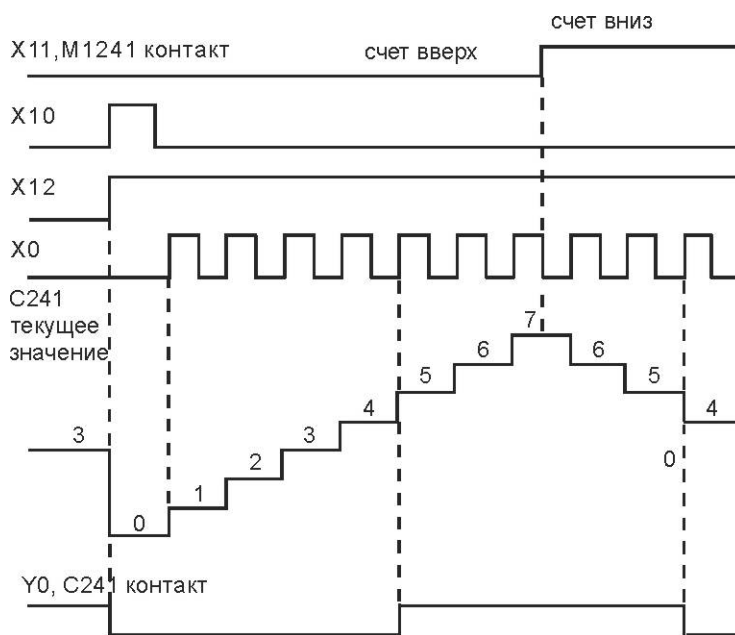 счет вниз
X11,M1241 контакт
счет вверх
X10
X12
X0
C241
текущее
значение
7
6
6
5
5
4
4
3
3
0
2
1
0
Y0, C241 контакт